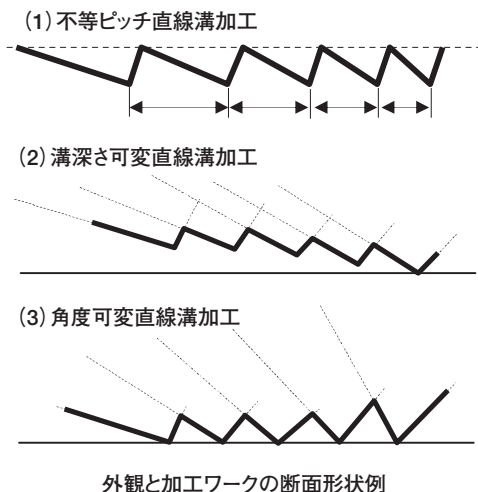 (1)不等ピッチ直線溝加工
(2)溝深さ可変直線溝加工
(3)角度可変直線溝加工
外観と加工ワークの断面形状例